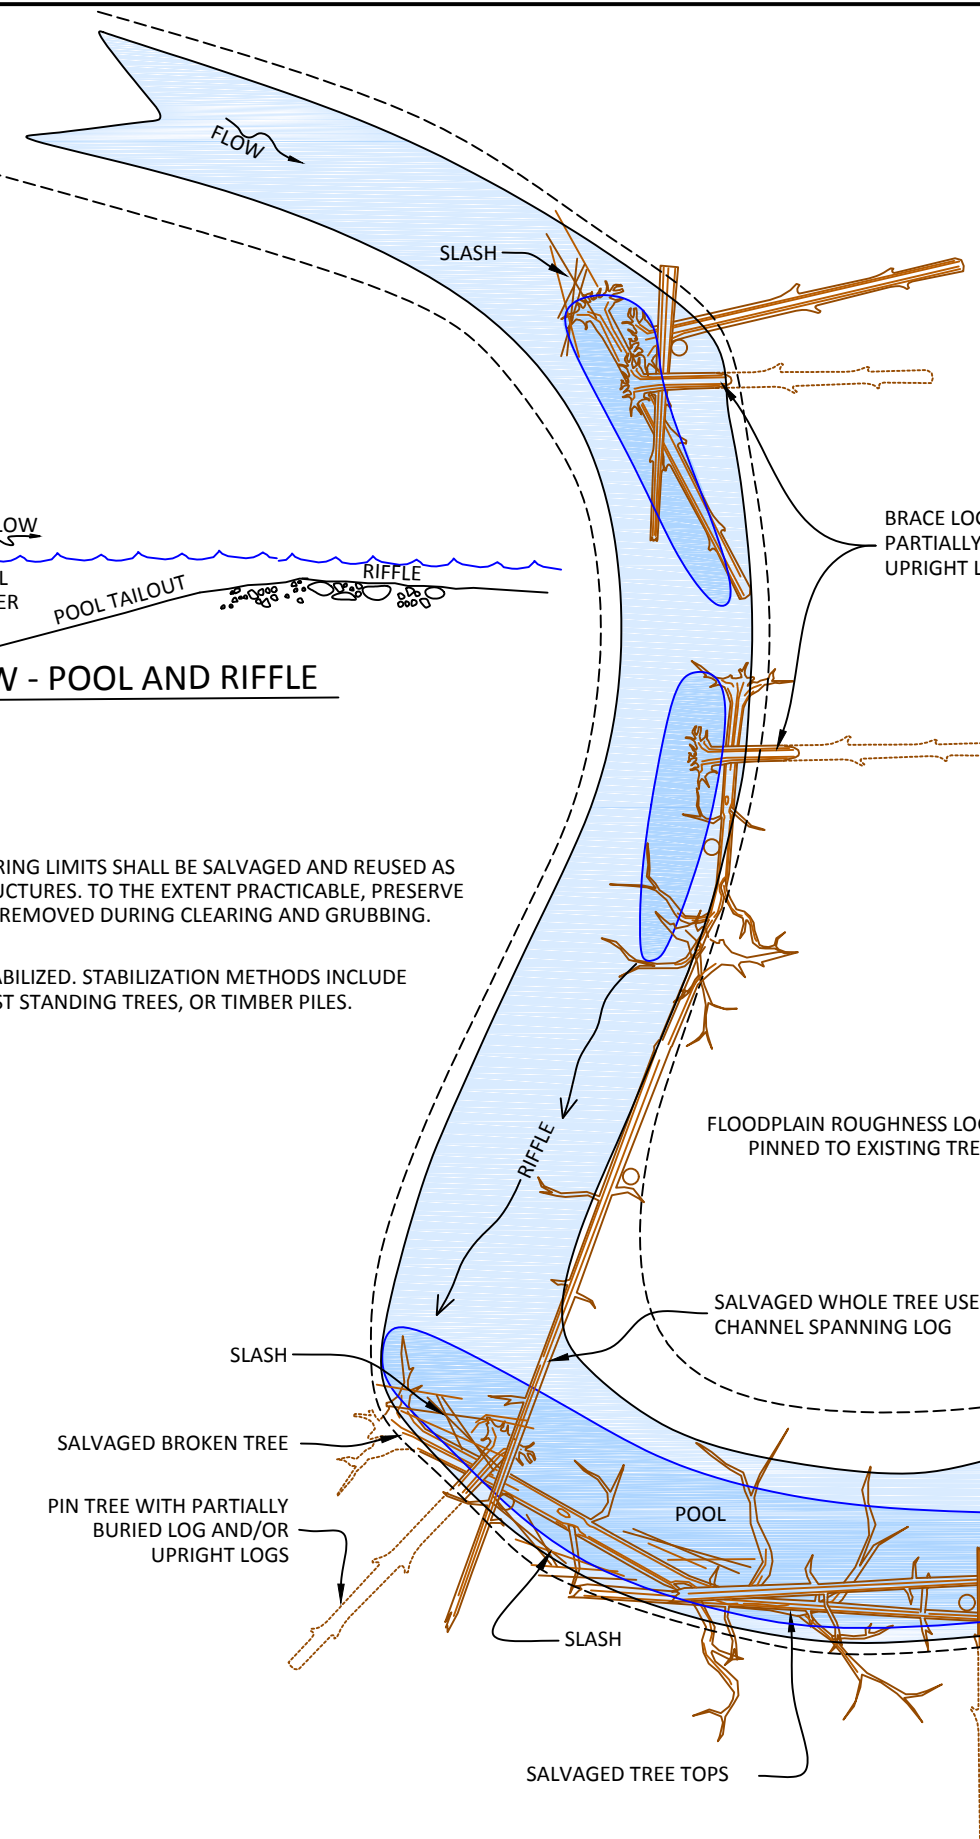 FLOW
SLASH
BRACE LOG
PARTIALLY
UPRIGHT L
LOW
L
ER
POOL TAILOUT
RIFFLE
W - POOL AND RIFFLE
RING LIMITS SHALL BE SALVAGED AND REUSED AS
UCTURES. TO THE EXTENT PRACTICABLE, PRESERVE
REMOVED DURING CLEARING AND GRUBBING.
ABILIZED. STABILIZATION METHODS INCLUDE
ST STANDING TREES, OR TIMBER PILES.
FLOODPLAIN ROUGHNESS LOG
PINNED TO EXISTING TRE
RIFFLE
SALVAGED WHOLE TREE USE
CHANNEL SPANNING LOG
SLASH
SALVAGED BROKEN TREE
PIN TREE WITH PARTIALLY
BURIED LOG AND/OR
UPRIGHT LOGS
POOL
SLASH
SALVAGED TREE TOPS